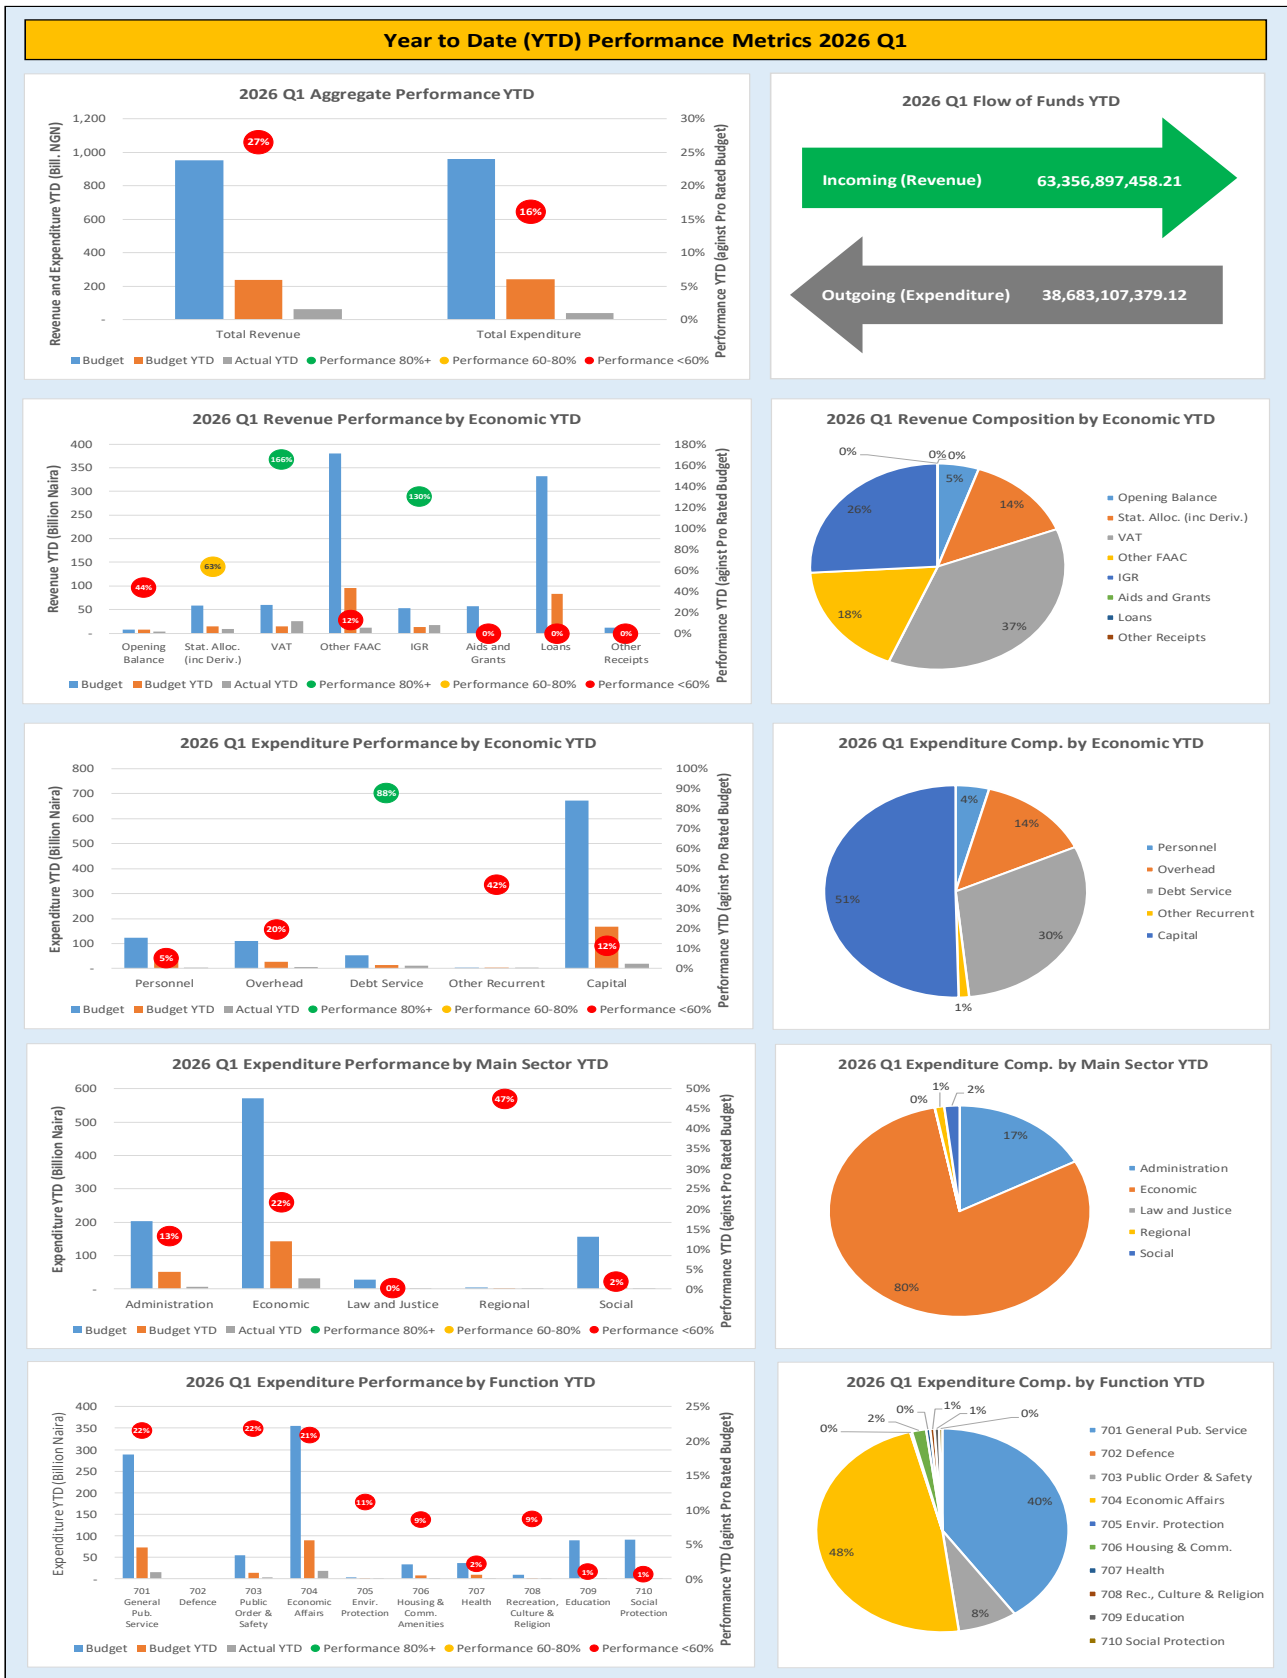 Year to Date (YTD) Performance Metrics 2026 Q1
2026 Q1 Aggregate Performance YTD
Revenue and Expenditure YTD (Bill. NGN)
1,200
1,000
800
600
400
200
-
30%
25%
20%
15%
10%
5%
0%
Performance YTD (aginst Pro Rated Budget)
27%
16%
Total Revenue
Total Expenditure
Budget
Budget YTD
Actual YTD
Performance 80%+
Performance 60-80%
Performance <60%
2026 Q1 Flow of Funds YTD
Incoming (Revenue) 63,356,897,458.21
Outgoing (Expenditure) 38,683,107,379.12
2026 Q1 Revenue Performance by Economic YTD
Revenue YTD (Billion Naira)
400
350
300
250
200
150
100
50
-
180%
160%
140%
120%
100%
80%
60%
40%
20%
0%
Performance YTD (aginst Pro Rated Budget)
44%
63%
166%
12%
130%
0%
0%
0%
Opening
Balance
Stat. Alloc.
(inc Deriv.)
VAT
Other FAAC
IGR
Aids and
Grants
Loans
Other
Receipts
Budget
Budget YTD
Actual YTD
Performance 80%+
Performance 60-80%
Performance <60%
2026 Q1 Revenue Composition by Economic YTD
0%
0%
0%
5%
14%
37%
18%
26%
Opening Balance
Stat. Alloc. (inc Deriv.)
VAT
Other FAAC
IGR
Aids and Grants
Loans
Other Receipts
2026 Q1 Expenditure Performance by Economic YTD
Expenditure YTD (Billion Naira)
800
700
600
500
400
300
200
100
-
100%
90%
80%
70%
60%
50%
40%
30%
20%
10%
0%
Performance YTD (aginst Pro Rated Budget)
5%
20%
88%
42%
12%
Personnel
Overhead
Debt Service
Other Recurrent
Capital
Budget
Budget YTD
Actual YTD
Performance 80%+
Performance 60-80%
Performance <60%
2026 Q1 Expenditure Comp. by Economic YTD
4%
14%
30%
1%
51%
Personnel
Overhead
Debt Service
Other Recurrent
Capital
2026 Q1 Expenditure Performance by Main Sector YTD
Expenditure YTD (Billion Naira)
600
500
400
300
200
100
-
50%
45%
40%
35%
30%
25%
20%
15%
10%
5%
0%
Performance YTD (aginst Pro Rated Budget)
13%
22%
0%
47%
2%
Administration
Economic
Law and Justice
Regional
Social
Budget
Budget YTD
Actual YTD
Performance 80%+
Performance 60-80%
Performance <60%
2026 Q1 Expenditure Comp. by Main Sector YTD
0%
1%
2%
17%
80%
Administration
Economic
Law and Justice
Regional
Social
2026 Q1 Expenditure Performance by Function YTD
Expenditure YTD (Billion Naira)
400
350
300
250
200
150
100
50
-
25%
20%
15%
10%
5%
0%
Performance YTD (aginst Pro Rated Budget)
22%
22%
21%
11%
9%
2%
9%
1%
1%
701
General
Pub.
Service
702
Defence
703
Public
Order &
Safety
704
Economic
Affairs
705
Envir.
Protection
706
Housing &
Comm.
Amenities
707
Health
708
Recreation,
Culture &
Religion
709
Education
710
Social
Protection
Budget
Budget YTD
Actual YTD
Performance 80%+
Performance 60-80%
Performance <60%
2026 Q1 Expenditure Comp. by Function YTD
0%
2%
0%
1%
1%
0%
40%
8%
48%
701 General Pub. Service
702 Defence
703 Public Order & Safety
704 Economic Affairs
705 Envir. Protection
706 Housing & Comm.
707 Health
708 Rec., Culture & Religion
709 Education
710 Social Protection